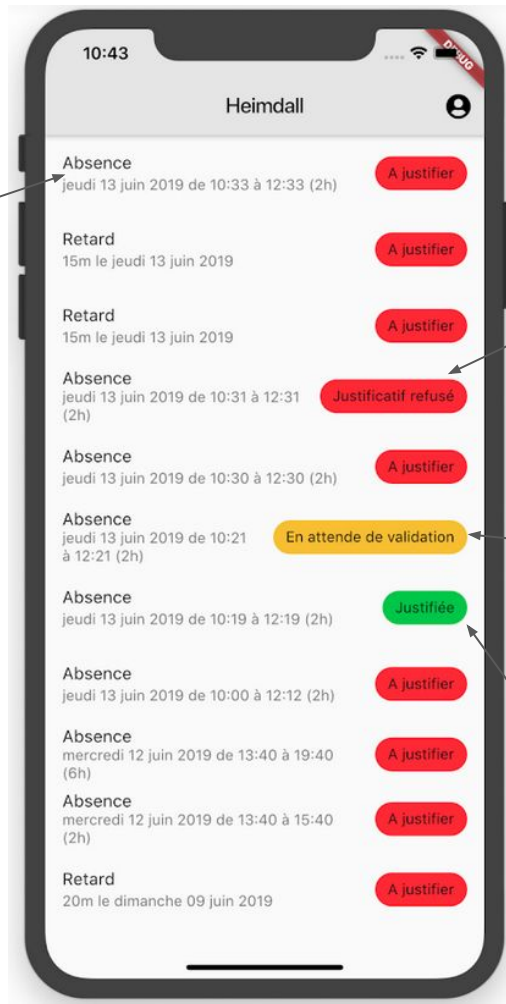 10:43
DEBUG
Heimdall
Absence
jeudi 13 juin 2019 de 10:33 à 12:33 (2h)
A justifier
Retard
15m le jeudi 13 juin 2019
A justifier
Retard
15m le jeudi 13 juin 2019
A justifier
Absence
jeudi 13 juin 2019 de 10:31 à 12:31
(2h)
Justificatif refusé
Absence
jeudi 13 juin 2019 de 10:30 à 12:30 (2h)
A justifier
Absence
jeudi 13 juin 2019 de 10:21
à 12:21 (2h)
En attende de validation
Absence
jeudi 13 juin 2019 de 10:19 à 12:19 (2h)
Justifiée
Absence
jeudi 13 juin 2019 de 10:00 à 12:12 (2h)
A justifier
Absence
mercredi 12 juin 2019 de 13:40 à 19:40
(6h)
A justifier
Absence
mercredi 12 juin 2019 de 13:40 à 15:40
(2h)
A justifier
Retard
20m le dimanche 09 juin 2019
A justifier